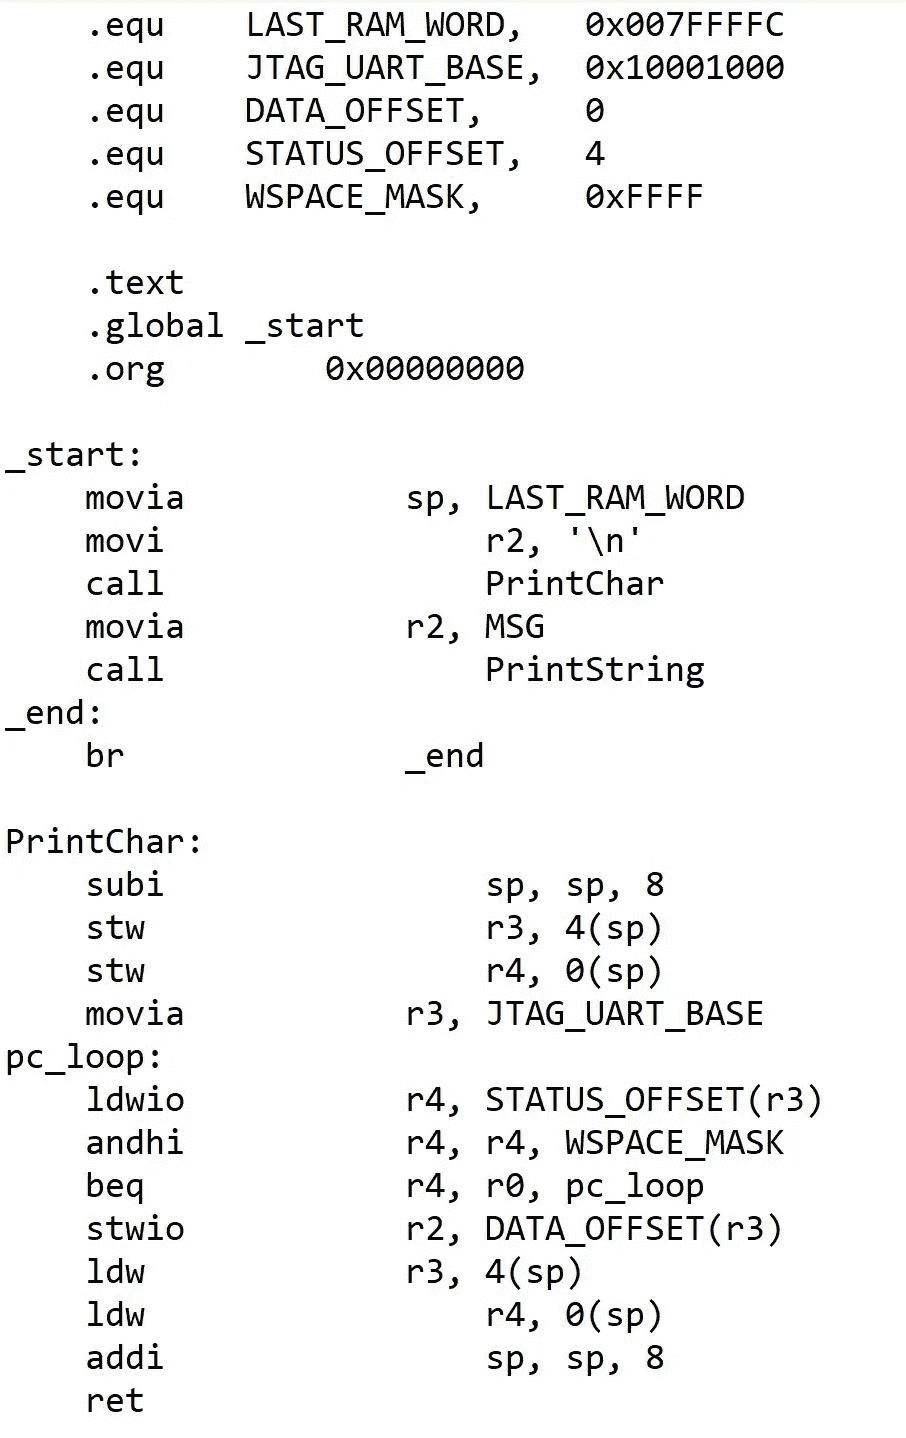 .equ LAST_RAM_WORD, 0x007FFFFC
.equ JTAG_UART_BASE, 0x10001000
.equ DATA_OFFSET, 0
.equ STATUS_OFFSET, 4
.equ WSPACE_MASK, 0xFFFF
.text
.global _start
.org 0x00000000
_start:
movia sp, LAST_RAM_WORD
movi r2, '\n'
call PrintChar
movia r2, MSG
call PrintString
_end:
br _end
PrintChar:
subi sp, sp, 8
stw r3, 4(sp)
stw r4, 0(sp)
movia r3, JTAG_UART_BASE
pc_loop:
ldwio r4, STATUS_OFFSET(r3)
andhi r4, r4, WSPACE_MASK
beq r4, r0, pc_loop
stwio r2, DATA_OFFSET(r3)
ldw r3, 4(sp)
ldw r4, 0(sp)
addi sp, sp, 8
ret